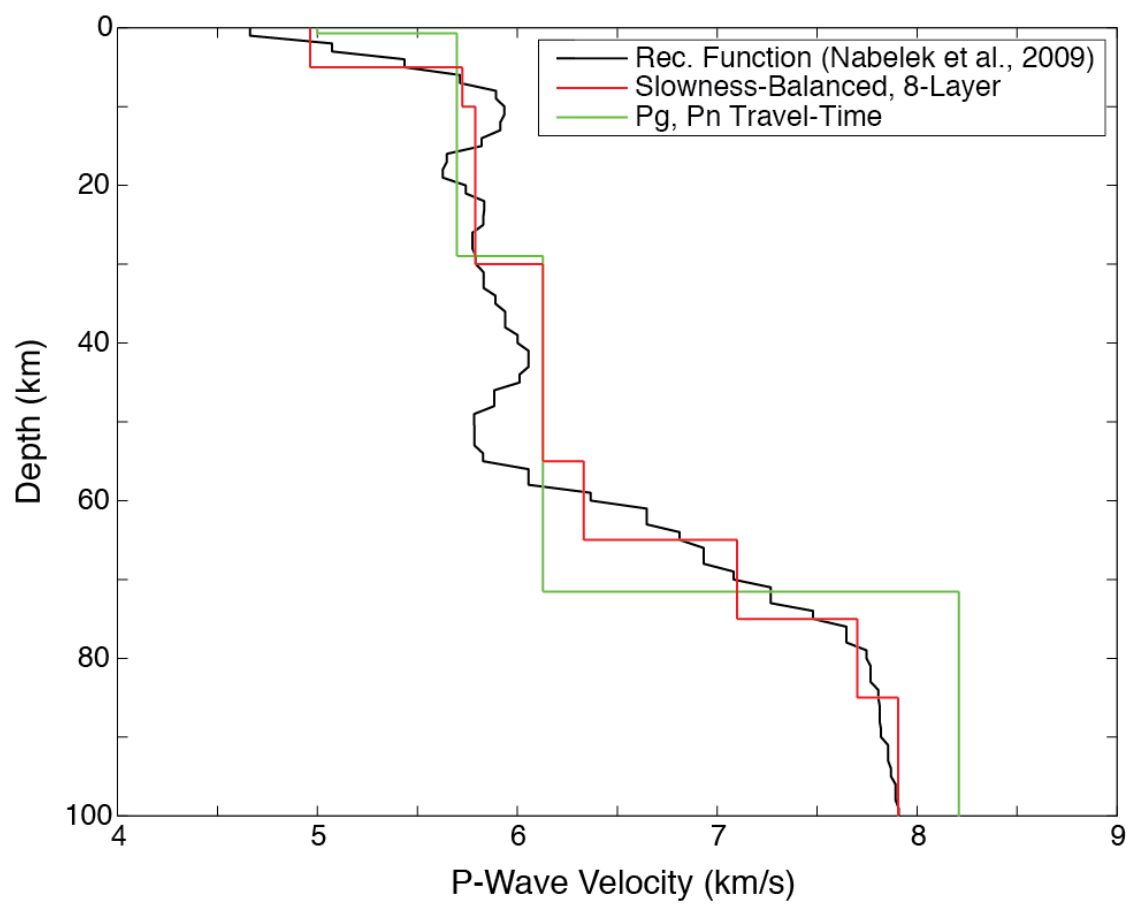 0
20
40
60
80
100
Depth (km)
Rec. Function (Nabelek et al., 2009)
Slowness-Balanced, 8-Layer
Pg, Pn Travel-Time
4 5 6 7 8 9
P-Wave Velocity (km/s)